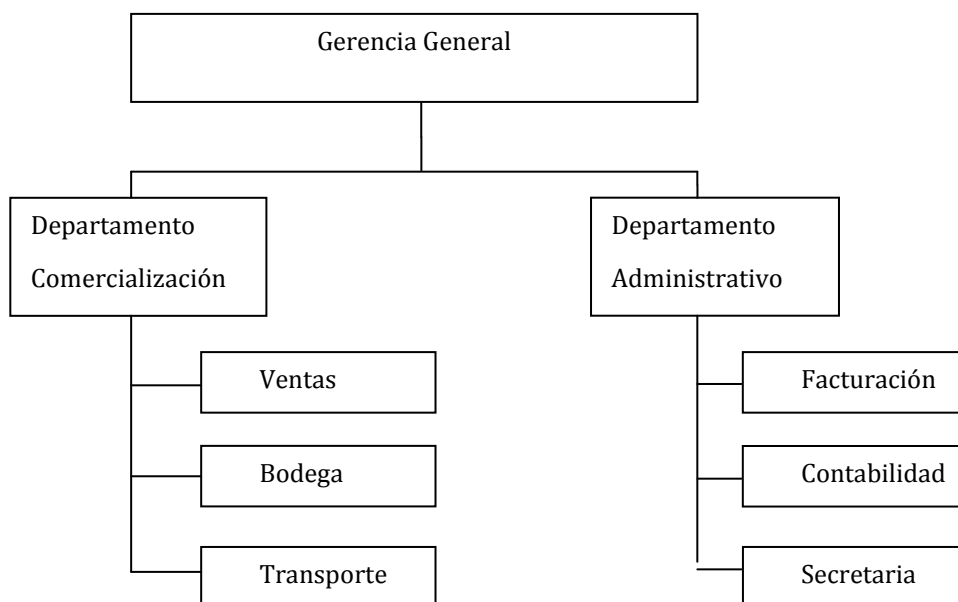 Gerencia General
Departamento
Comercialización
Ventas
Bodega
Transporte
Departamento
Administrativo
Facturación
Contabilidad
Secretaria